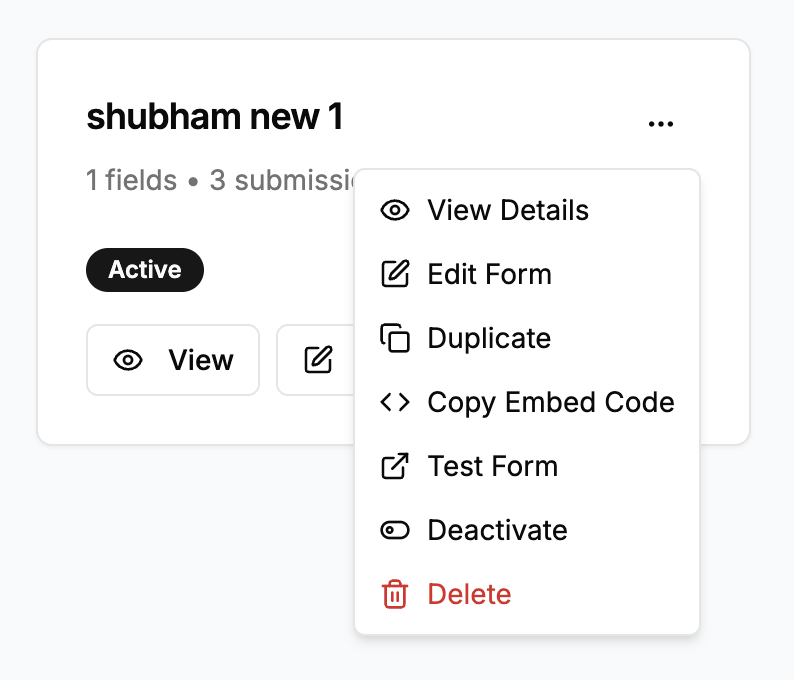 shubham new 1
...
1 fields • 3
Active
View
View Details
Edit Form
Duplicate
Copy Embed Code
Test Form
Deactivate
Delete